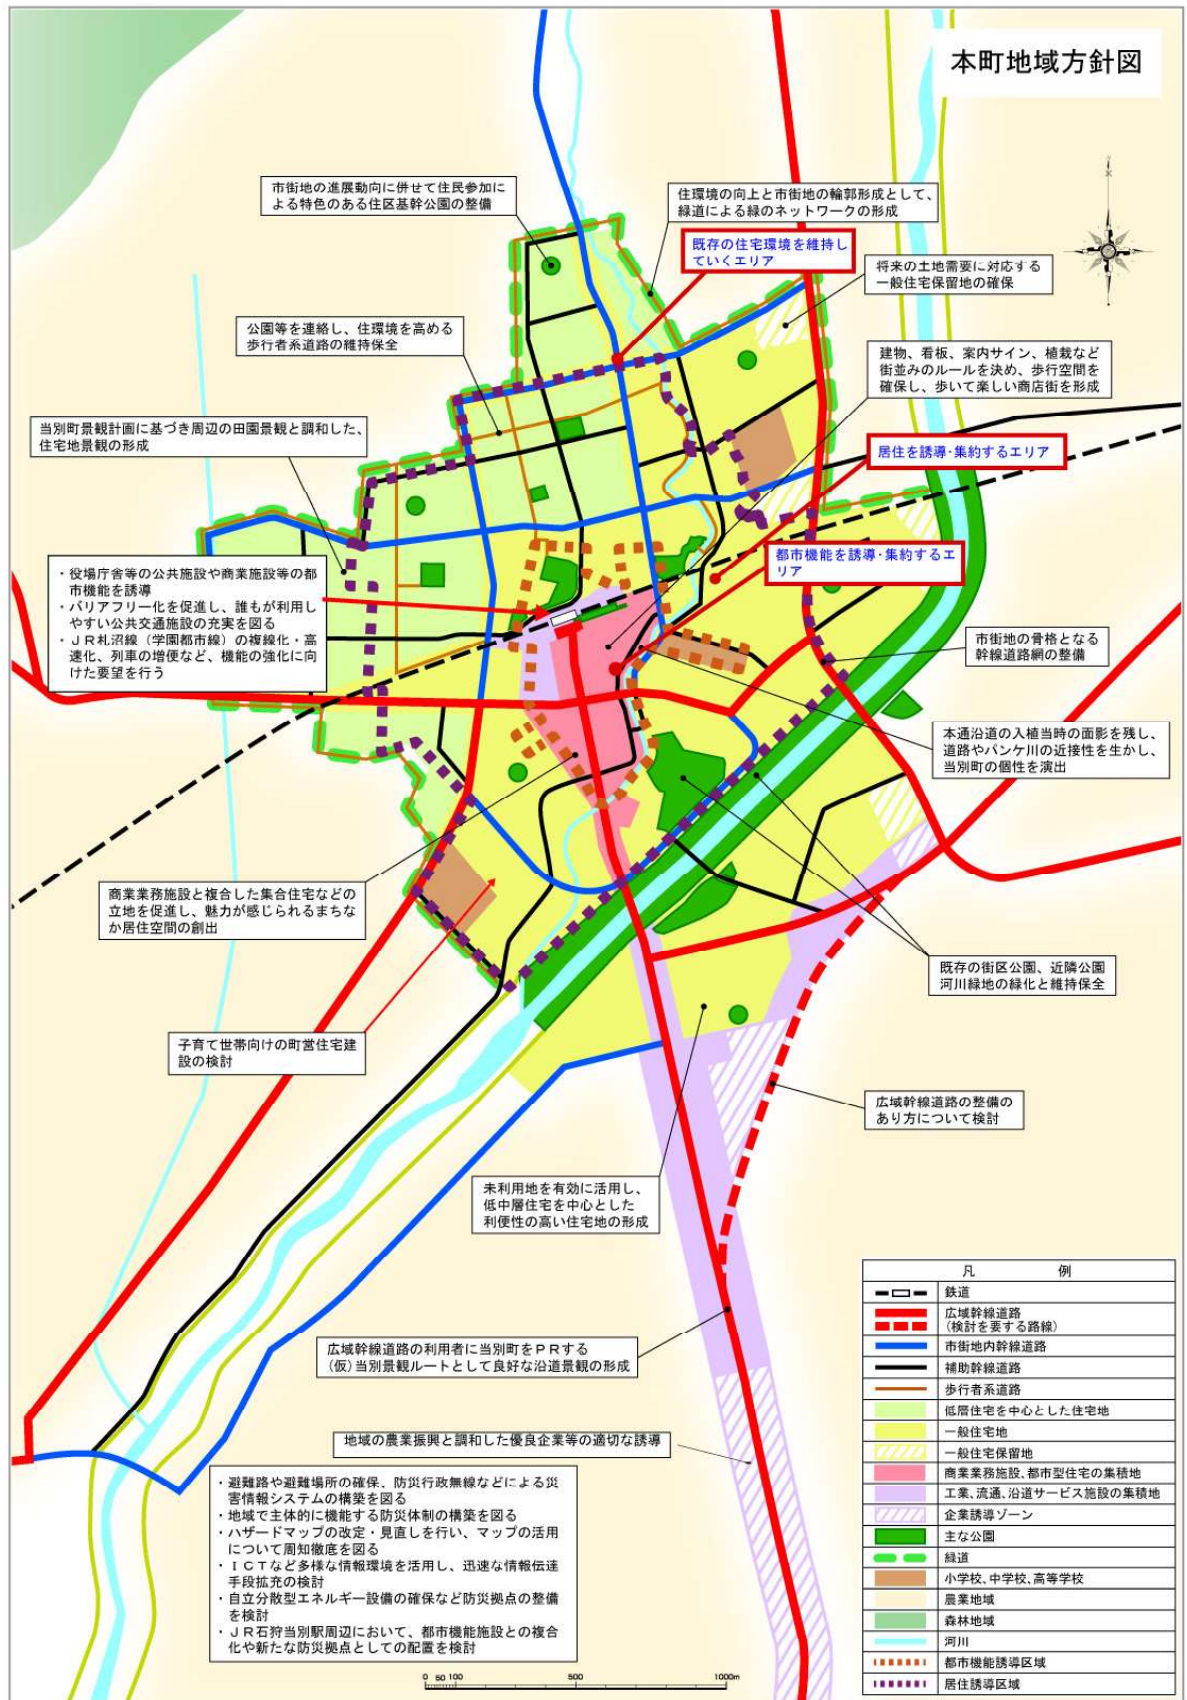 本町地域方針図
市街地の進展動向に併せて住民参加に
よる特色のある住区基幹公園の整備
住環境の向上と市街地の輪郭形成として、
緑道による緑のネットワークの形成
既存の住宅環境を維持し
ていくエリア
将来の土地需要に対応する
一般住宅保留地の確保
公園等を連絡し、住環境を高める
歩行者系道路の維持保全
建物、看板、案内サイン、植栽など
街並みのルールを決め、歩行空間を
確保し、歩いて楽しい商店街を形成
当別町景観計画に基づき周辺の田園景観と調和した、
住宅地景観の形成
居住を誘導・集約するエリア
都市機能を誘導・集約するエ
リア
・役場庁舎等の公共施設や商業施設等の都
市機能を誘導
・バリアフリー化を促進し、誰もが利用し
やすい公共交通施設の充実を図る
・ＪＲ札沼線（学園都市線）の複線化・高
速化、列車の増便など、機能の強化に向
けた要望を行う
市街地の骨格となる
幹線道路網の整備
本通沿道の入植当時の面影を残し、
道路やパンケ川の近接性を生かし、
当別町の個性を演出
商業業務施設と複合した集合住宅などの
立地を促進し、魅力が感じられるまちな
か居住空間の創出
既存の街区公園、近隣公園
河川緑地の緑化と維持保全
子育て世帯向けの町営住宅建
設の検討
広域幹線道路の整備の
あり方について検討
未利用地を有効に活用し、
低中層住宅を中心とした
利便性の高い住宅地の形成
広域幹線道路の利用者に当別町をＰＲする
(仮)当別景観ルートとして良好な沿道景観の形成
地域の農業振興と調和した優良企業等の適切な誘導
・避難路や避難場所の確保、防災行政無線などによる災
害情報システムの構築を図る
・地域で主体的に機能する防災体制の構築を図る
・ハザードマップの改定・見直しを行い、マップの活用
について周知徹底を図る
・ＩＣＴなど多様な情報環境を活用し、迅速な情報伝達
手段拡充の検討
・自立分散型エネルギー設備の確保など防災拠点の整備
を検討
・ＪＲ石狩当別駅周辺において、都市機能施設との複合
化や新たな防災拠点としての配置を検討
凡 例
鉄道
広域幹線道路
(検討を要する路線)
市街地内幹線道路
補助幹線道路
歩行者系道路
低層住宅を中心とした住宅地
一般住宅地
一般住宅保留地
商業業務施設、都市型住宅の集積地
工業、流通、沿道サービス施設の集積地
企業誘導ゾーン
主な公園
緑道
小学校、中学校、高等学校
農業地域
森林地域
河川
都市機能誘導区域
居住誘導区域
0 50 100 500 1000m